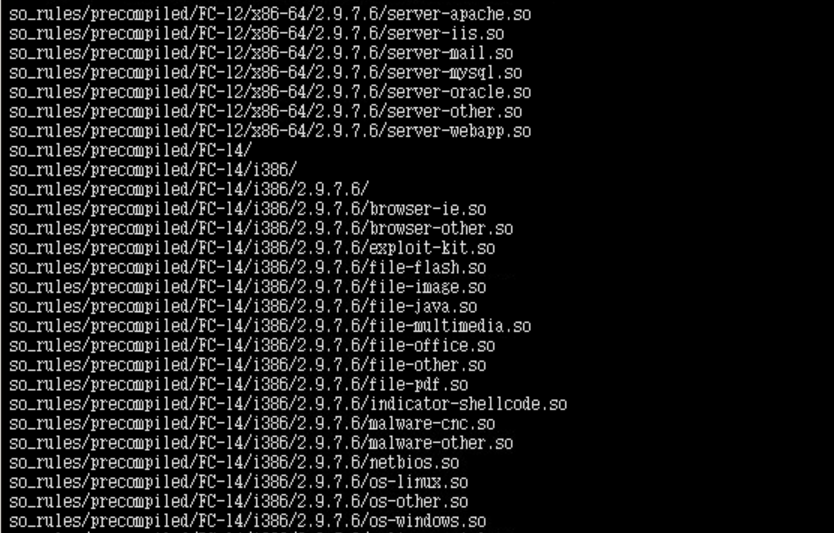 so_rules/precompiled/FC-12/x86-64/2.9.7.6/server-apache.so
so_rules/precompiled/FC-12/x86-64/2.9.7.6/server-iis.so
so_rules/precompiled/FC-12/x86-64/2.9.7.6/server-mail.so
so_rules/precompiled/FC-12/x86-64/2.9.7.6/server-mysql.so
so_rules/precompiled/FC-12/x86-64/2.9.7.6/server-oracle.so
so_rules/precompiled/FC-12/x86-64/2.9.7.6/server-other.so
so_rules/precompiled/FC-12/x86-64/2.9.7.6/server-webapp.so
so_rules/precompiled/FC-14/
so_rules/precompiled/FC-14/i386/
so_rules/precompiled/FC-14/i386/2.9.7.6/
so_rules/precompiled/FC-14/i386/2.9.7.6/browser-ie.so
so_rules/precompiled/FC-14/i386/2.9.7.6/browser-other.so
so_rules/precompiled/FC-14/i386/2.9.7.6/exploit-kit.so
so_rules/precompiled/FC-14/i386/2.9.7.6/file-flash.so
so_rules/precompiled/FC-14/i386/2.9.7.6/file-image.so
so_rules/precompiled/FC-14/i386/2.9.7.6/file-java.so
so_rules/precompiled/FC-14/i386/2.9.7.6/file-multimedia.so
so_rules/precompiled/FC-14/i386/2.9.7.6/file-office.so
so_rules/precompiled/FC-14/i386/2.9.7.6/file-other.so
so_rules/precompiled/FC-14/i386/2.9.7.6/file-pdf.so
so_rules/precompiled/FC-14/i386/2.9.7.6/indicator-shellcode.so
so_rules/precompiled/FC-14/i386/2.9.7.6/malware-cnc.so
so_rules/precompiled/FC-14/i386/2.9.7.6/malware-other.so
so_rules/precompiled/FC-14/i386/2.9.7.6/netbios.so
so_rules/precompiled/FC-14/i386/2.9.7.6/os-linux.so
so_rules/precompiled/FC-14/i386/2.9.7.6/os-other.so
so_rules/precompiled/FC-14/i386/2.9.7.6/os-windows.so